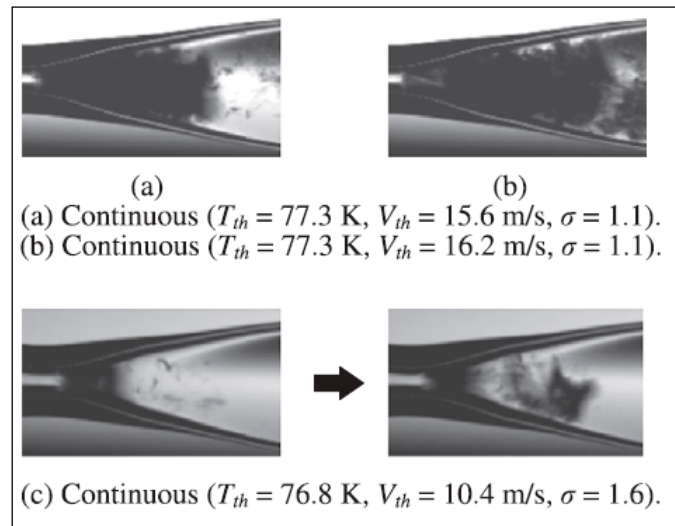 (a) (b)
(a) Continuous (T_th = 77.3 K, V_th = 15.6 m/s, σ = 1.1).
(b) Continuous (T_th = 77.3 K, V_th = 16.2 m/s, σ = 1.1).
(c) Continuous (T_th = 76.8 K, V_th = 10.4 m/s, σ = 1.6).